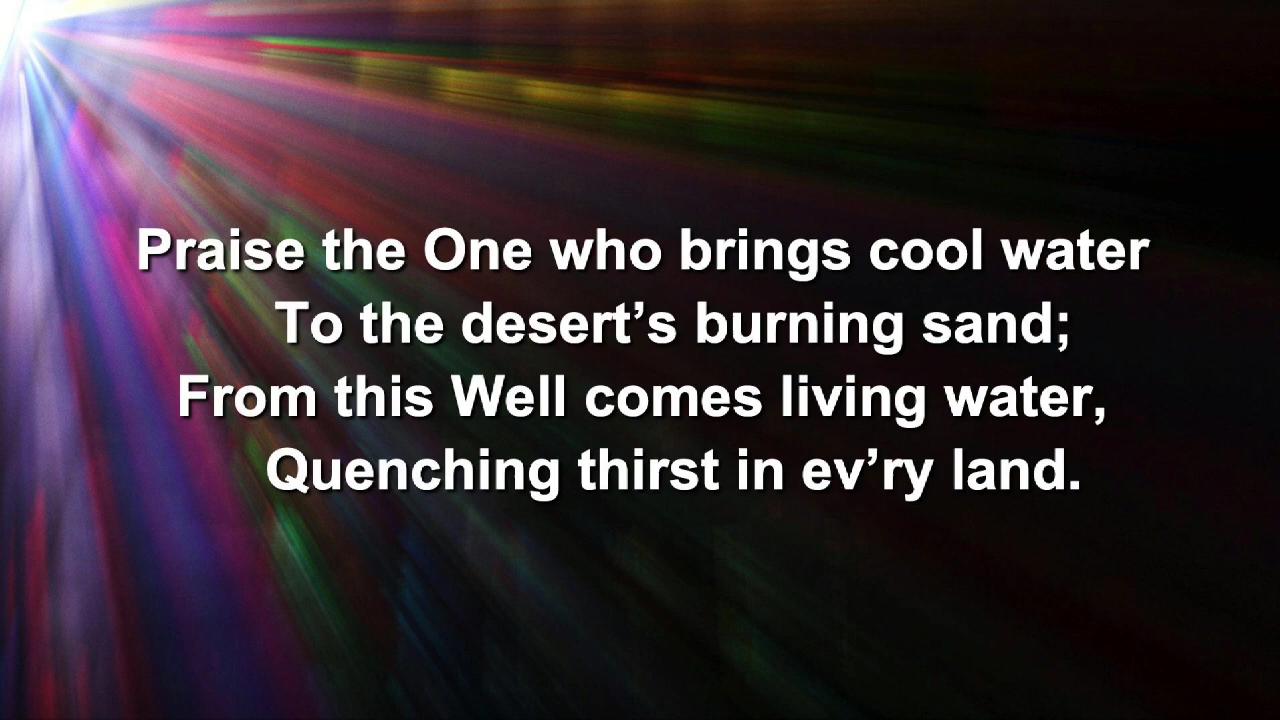 Praise the One who brings cool water
To the desert’s burning sand;
From this Well comes living water,
Quenching thirst in ev’ry land.